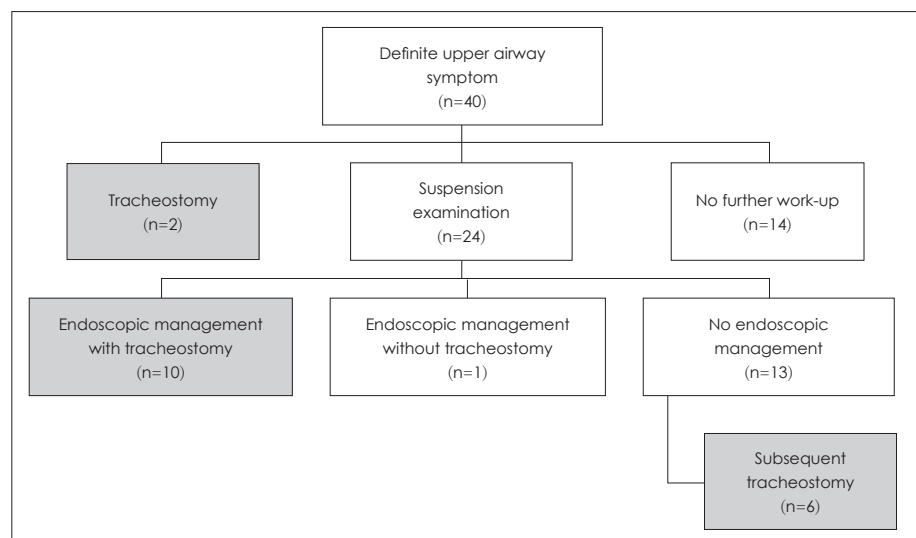 Definite upper airway
symptom
(n=40)
Tracheostomy
(n=2)
Suspension
examination
(n=24)
No further work-up
(n=14)
Endoscopic management
with tracheostomy
(n=10)
Endoscopic management
without tracheostomy
(n=1)
No endoscopic
management
(n=13)
Subsequent
tracheostomy
(n=6)